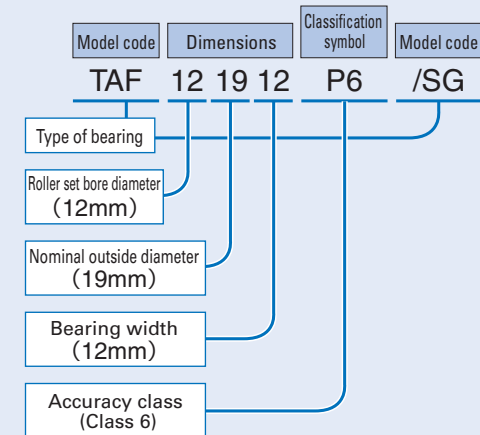 Model code
Dimensions
Classification
symbol
Model code
TAF 12 19 12 P6 /SG
Type of bearing
Roller set bore diameter
（12mm）
Nominal outside diameter
（19mm）
Bearing width
（12mm）
Accuracy class
(Class 6)